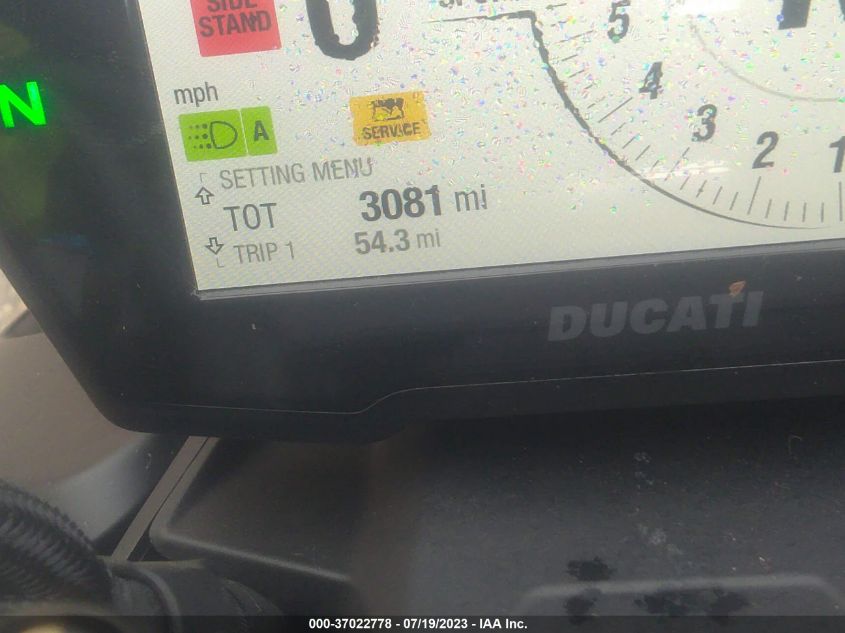 SIDE
STAND
0
5
N
mph
4
A
SERVICE
3
2
1
SETTING MENU
TOT 3081 mi
TRIP 1 54.3 mi
DUCATI
000-37022778 - 07/19/2023 - IAA Inc.